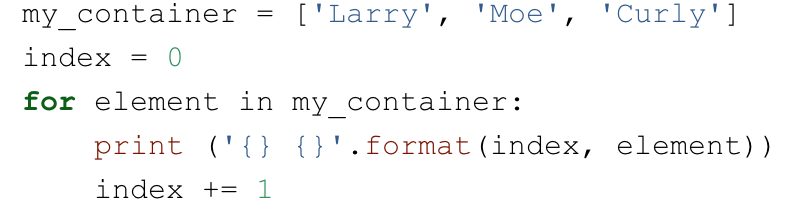 my_container = ['Larry', 'Moe', 'Curly']
index = 0
for element in my_container:
    print ('{} {}'.format(index, element))
    index += 1